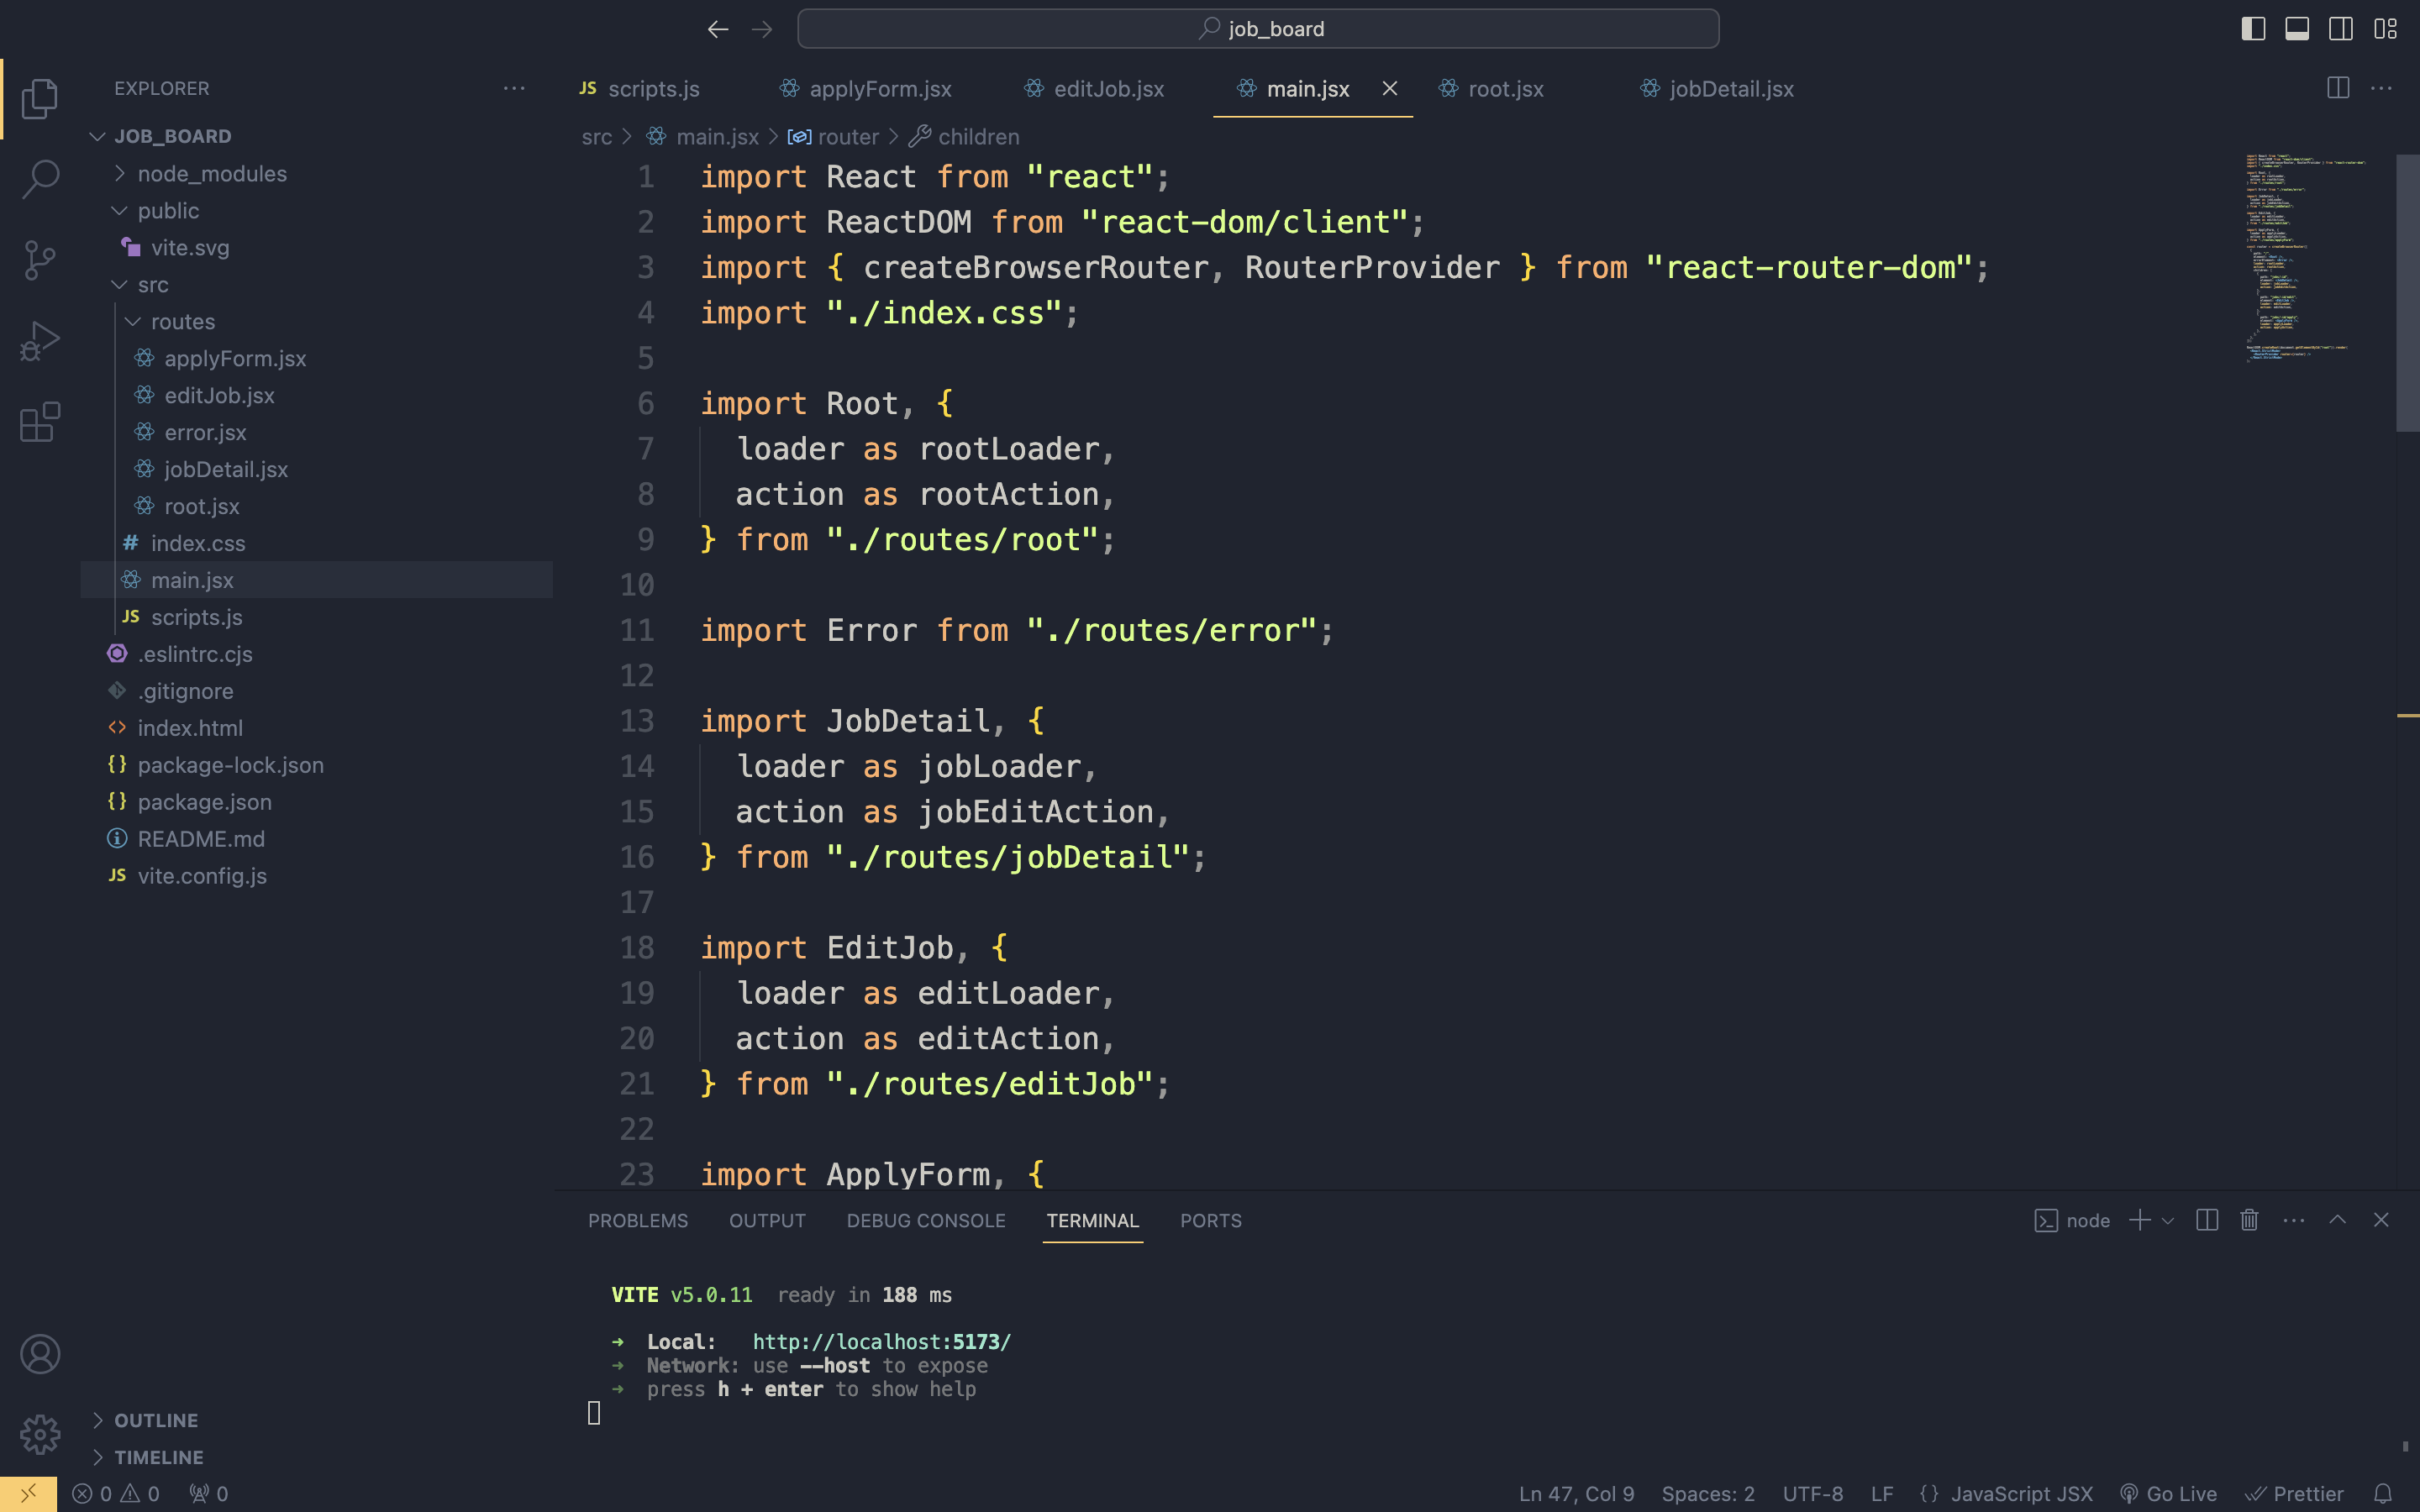 job_board
EXPLORER
JOB_BOARD
node_modules
public
vite.svg
src
routes
applyForm.jsx
editJob.jsx
error.jsx
jobDetail.jsx
root.jsx
# index.css
main.jsx
JS scripts.js
.eslintrc.cjs
.gitignore
<> index.html
{} package-lock.json
{} package.json
README.md
JS vite.config.js
OUTLINE
TIMELINE
JS scripts.js applyForm.jsx editJob.jsx main.jsx root.jsx jobDetail.jsx
src > main.jsx > router > children
1 import React from "react";
2 import ReactDOM from "react-dom/client";
3 import { createBrowserRouter, RouterProvider } from "react-router-dom";
4 import "./index.css";
5
6 import Root, {
7 loader as rootLoader,
8 action as rootAction,
9 } from "./routes/root";
10
11 import Error from "./routes/error";
12
13 import JobDetail, {
14 loader as jobLoader,
15 action as jobEditAction,
16 } from "./routes/jobDetail";
17
18 import EditJob, {
19 loader as editLoader,
20 action as editAction,
21 } from "./routes/editJob";
22
23 import ApplyForm, {
PROBLEMS OUTPUT DEBUG CONSOLE TERMINAL PORTS node
VITE v5.0.11 ready in 188 ms
➜ Local: http://localhost:5173/
➜ Network: use --host to expose
➜ press h + enter to show help
0 0 0 Ln 47, Col 9 Spaces: 2 UTF-8 LF {} JavaScript JSX Go Live Prettier